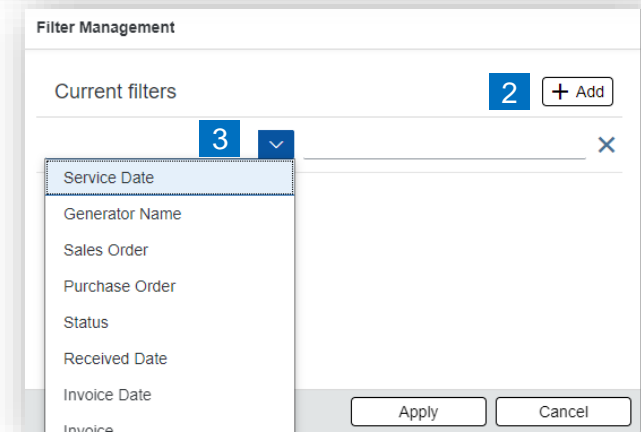 Filter Management
Current filters
2 + Add
3
Service Date
Generator Name
Sales Order
Purchase Order
Status
Received Date
Invoice Date
Invoice
Apply Cancel